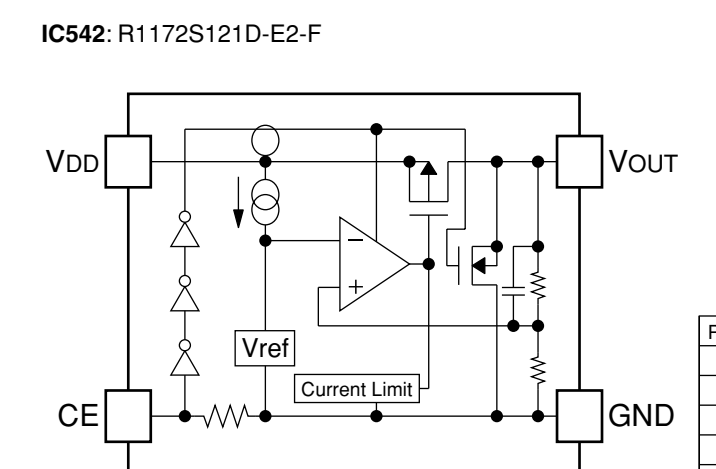 IC542: R1172S121D-E2-F
VDD
VOUT
−
+
Vref
Current Limit
CE
GND